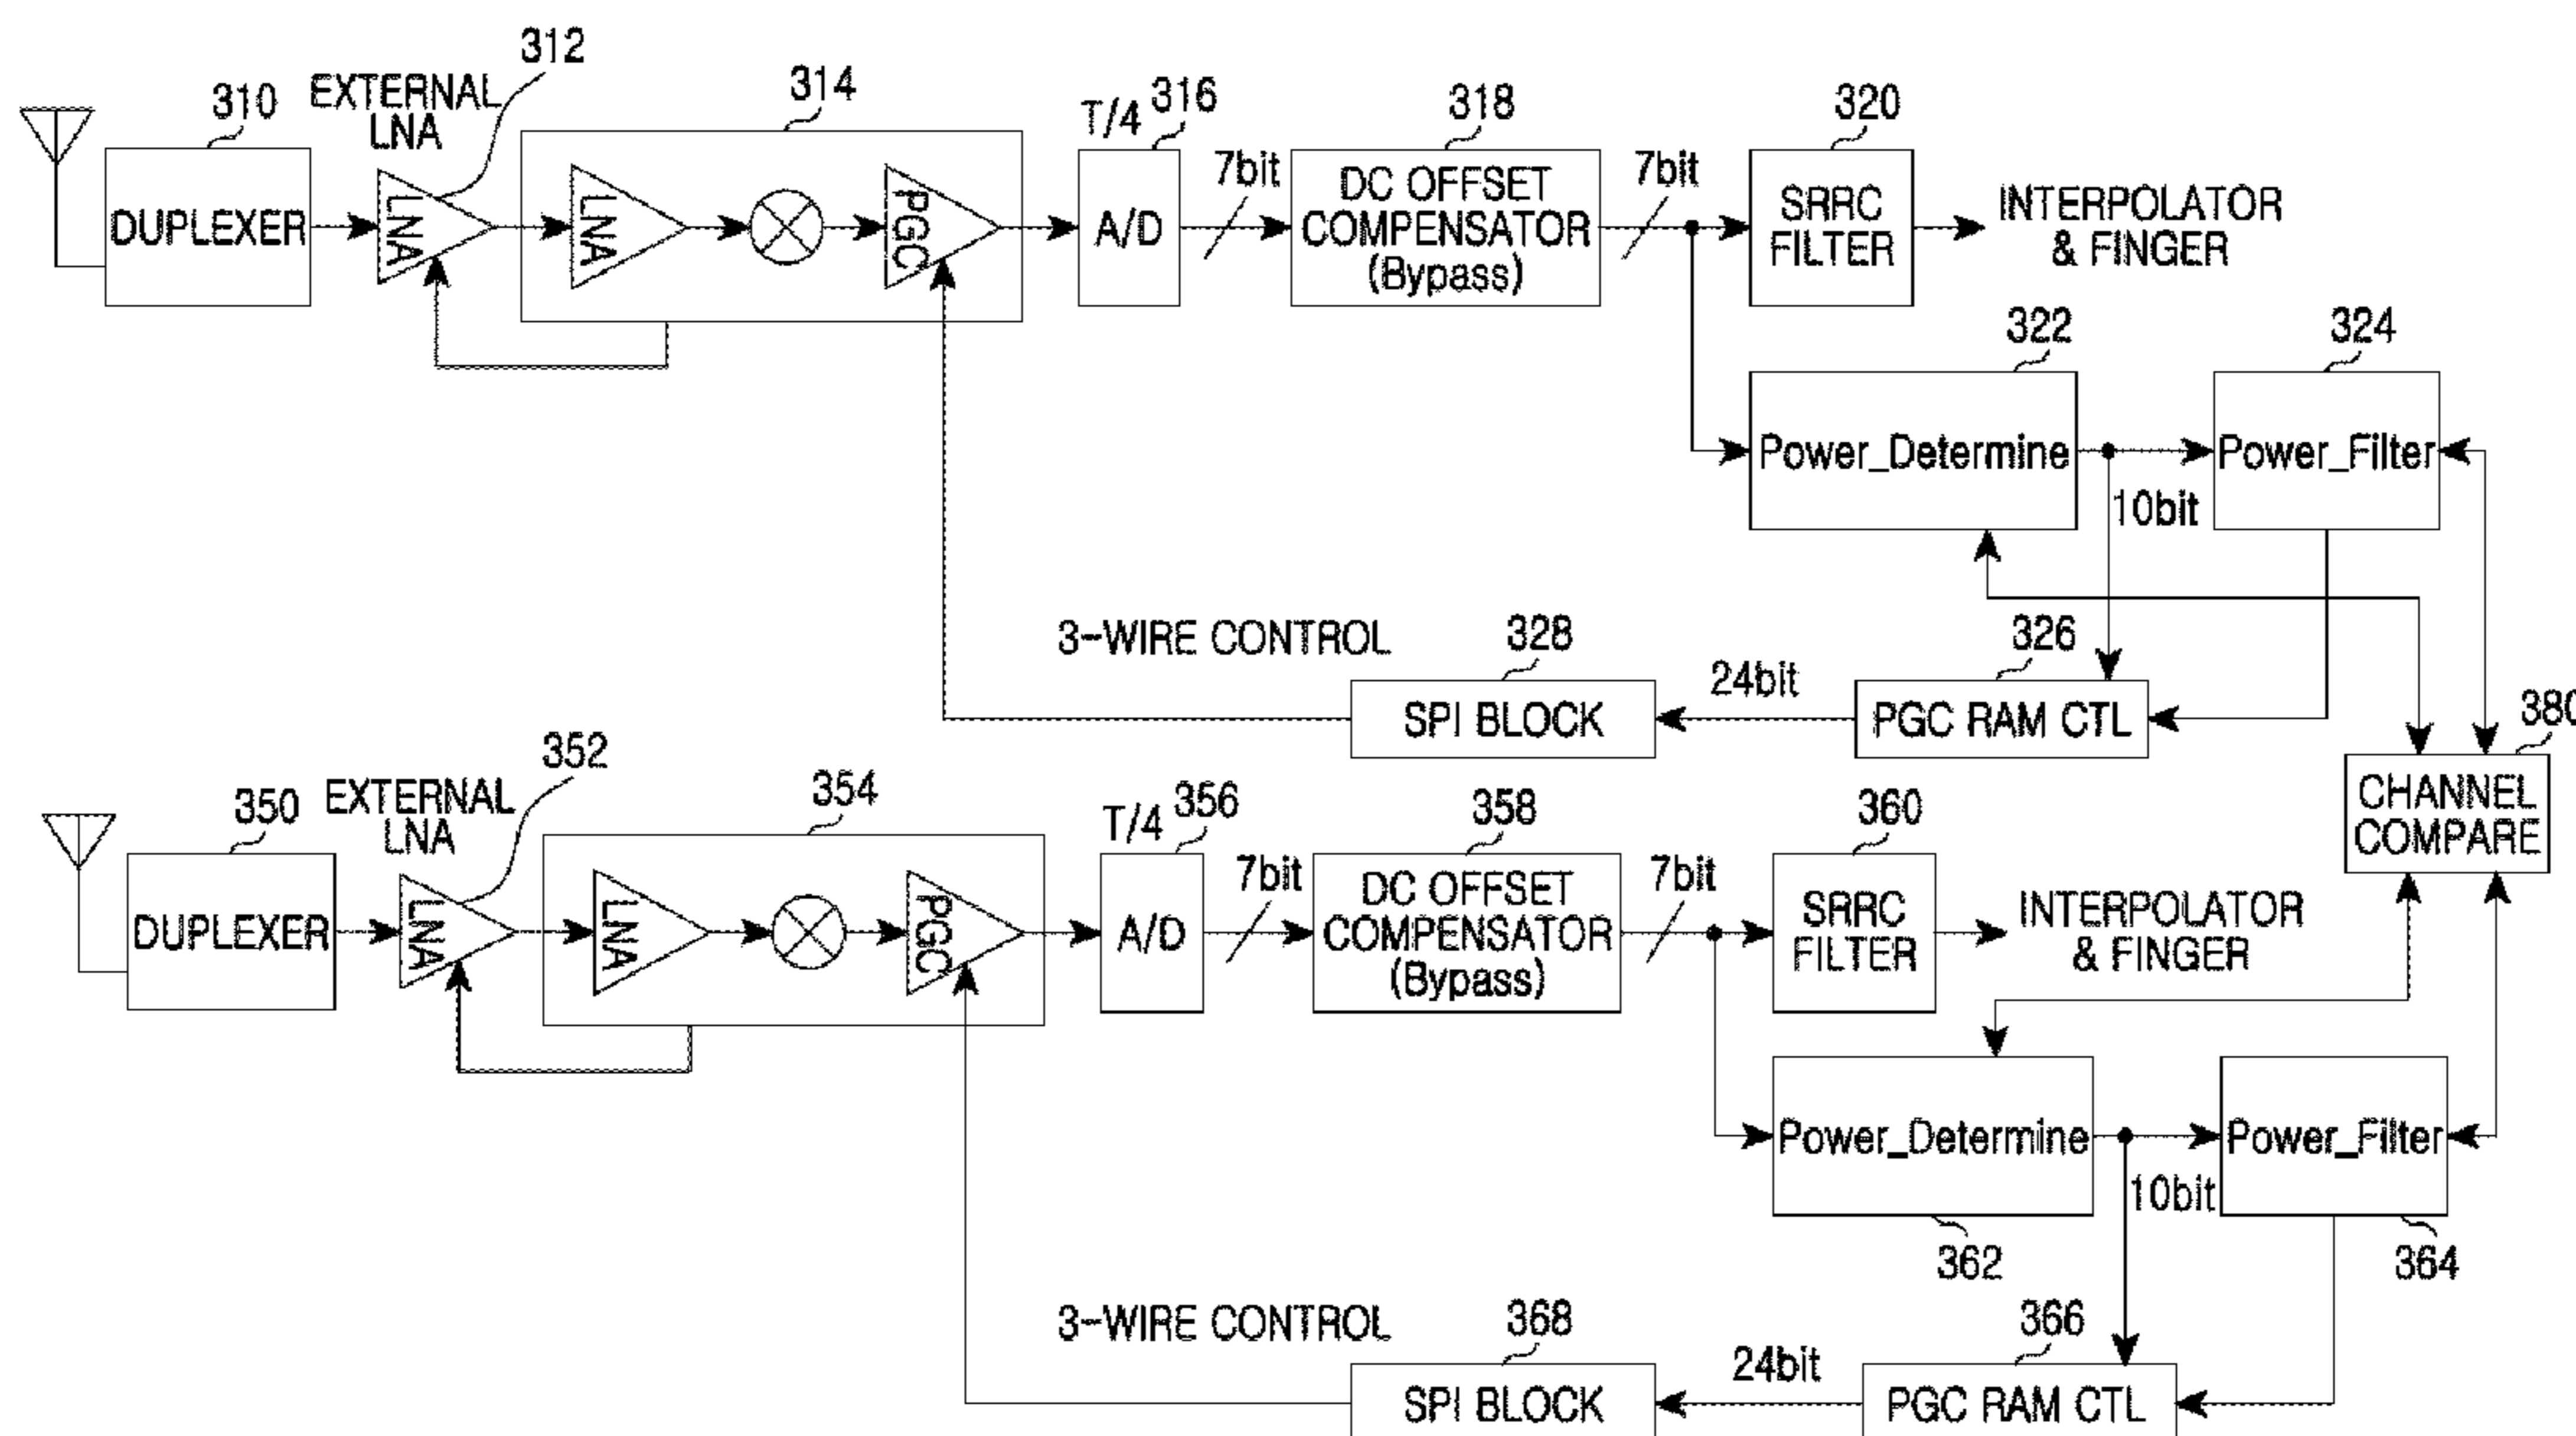 312
310
EXTERNAL
LNA
314
T/4
316
318
320
DUPLEXER
LNA
LNA
PGC
A/D
7bit
DC OFFSET
COMPENSATOR
(Bypass)
7bit
SRRC
FILTER
INTERPOLATOR
& FINGER
322
324
Power_Determine
Power_Filter
10bit
3-WIRE CONTROL
328
326
SPI BLOCK
24bit
PGC RAM CTL
380
CHANNEL
COMPARE
352
350
EXTERNAL
LNA
354
T/4
356
358
360
DUPLEXER
LNA
LNA
PGC
A/D
7bit
DC OFFSET
COMPENSATOR
(Bypass)
7bit
SRRC
FILTER
INTERPOLATOR
& FINGER
Power_Determine
Power_Filter
10bit
362
364
3-WIRE CONTROL
368
366
SPI BLOCK
24bit
PGC RAM CTL